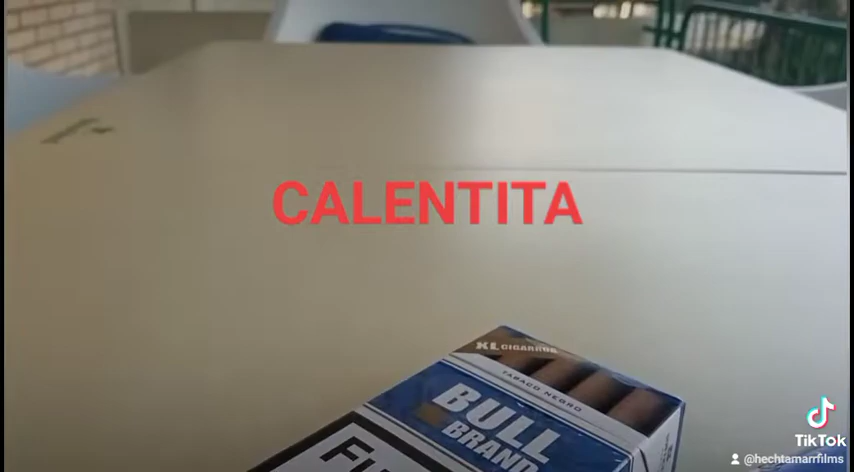 CALENTITA
XL CIGARROS
TABACO NEGRO
BULL
BRAND
TikTok
@hechtamarrfilms